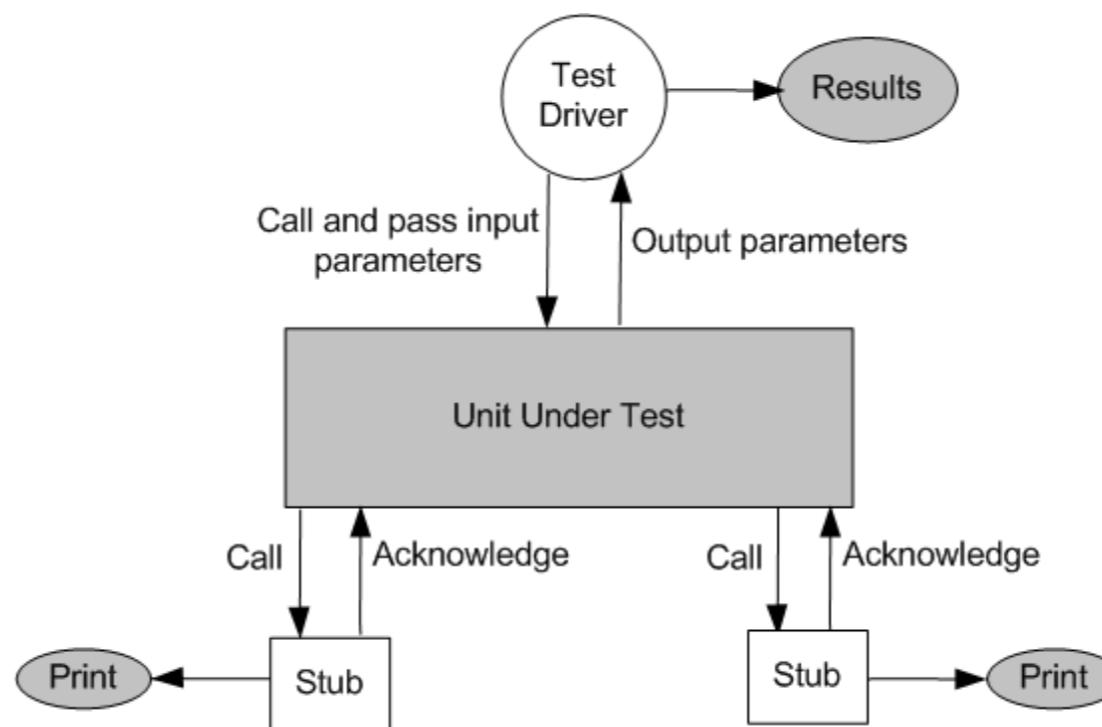 Test
Driver
Results
Call and pass input
parameters
Output parameters
Unit Under Test
Call
Acknowledge
Call
Acknowledge
Print
Stub
Stub
Print